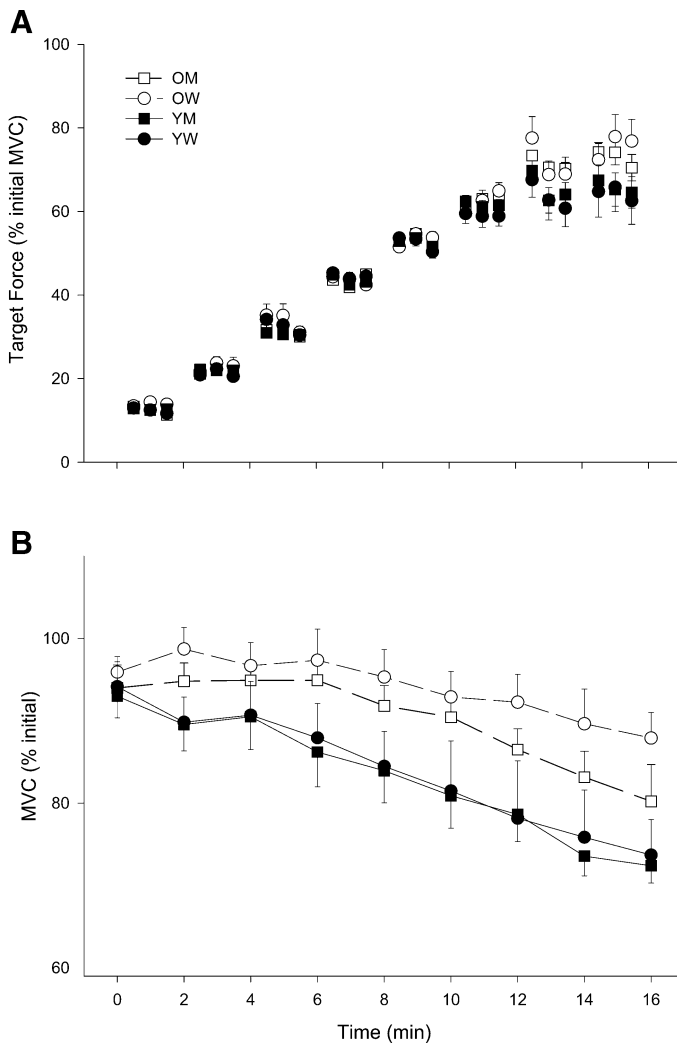 A
100
80
60
40
20
0
Target Force (% initial MVC)
OM
OW
YM
YW
B
100
80
60
MVC (% initial)
0 2 4 6 8 10 12 14 16
Time (min)